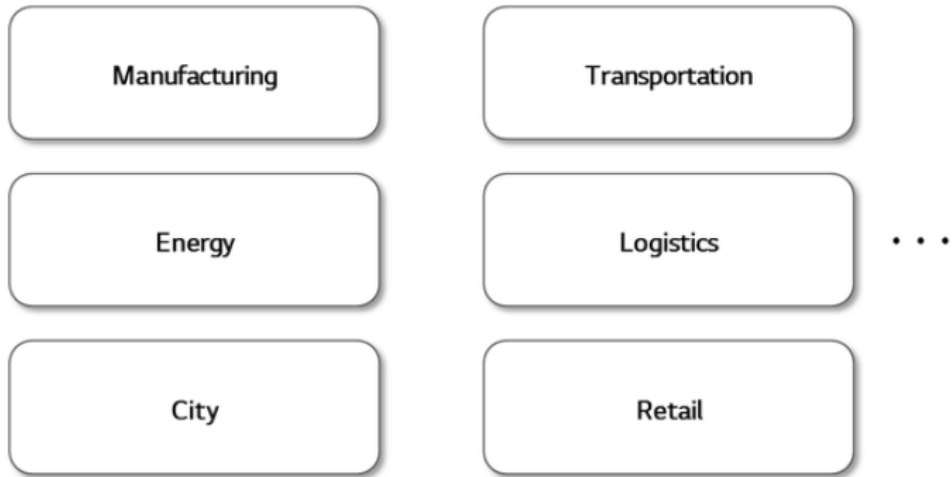 Manufacturing
Transportation
Energy
Logistics
. . .
City
Retail